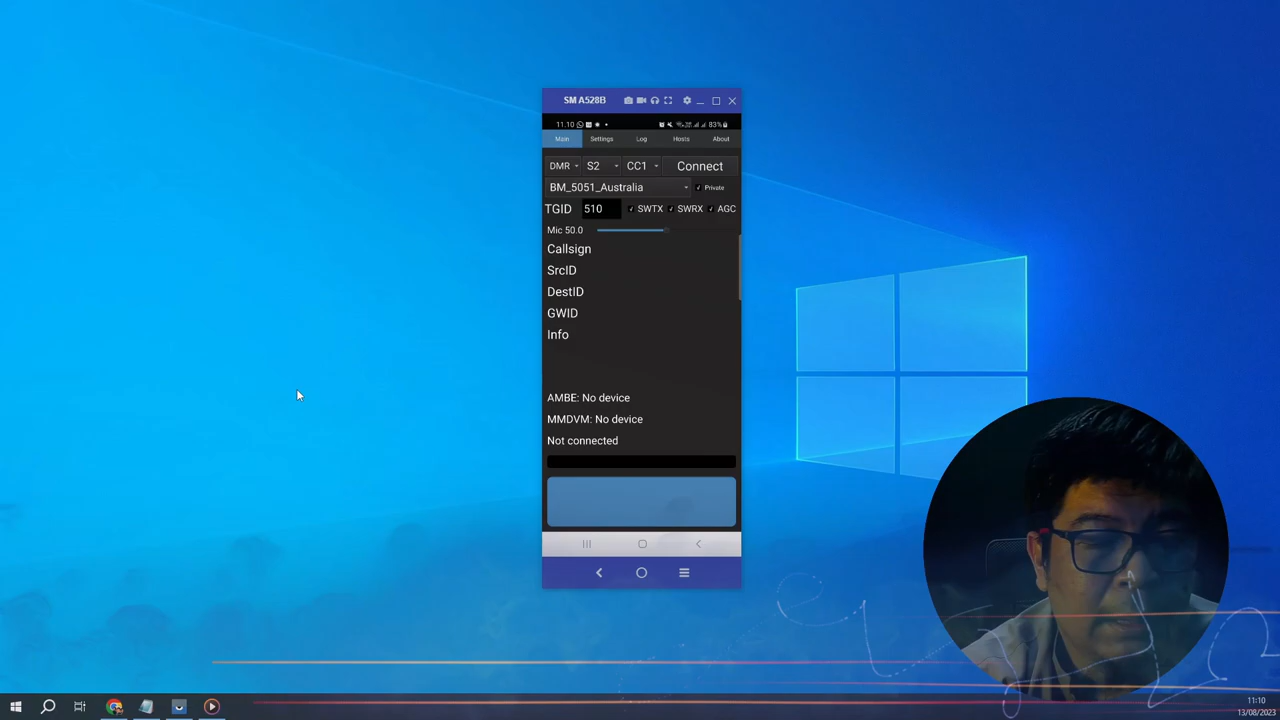 SM A528B
11.10 83%
Main Settings Log Hosts About
DMR S2 CC1 Connect
BM_5051_Australia Private
TGID 510 SWTX SWRX AGC
Mic 50.0
Callsign
SrcID
DestID
GWID
Info
AMBE: No device
MMDVM: No device
Not connected
11:10
13/08/2023